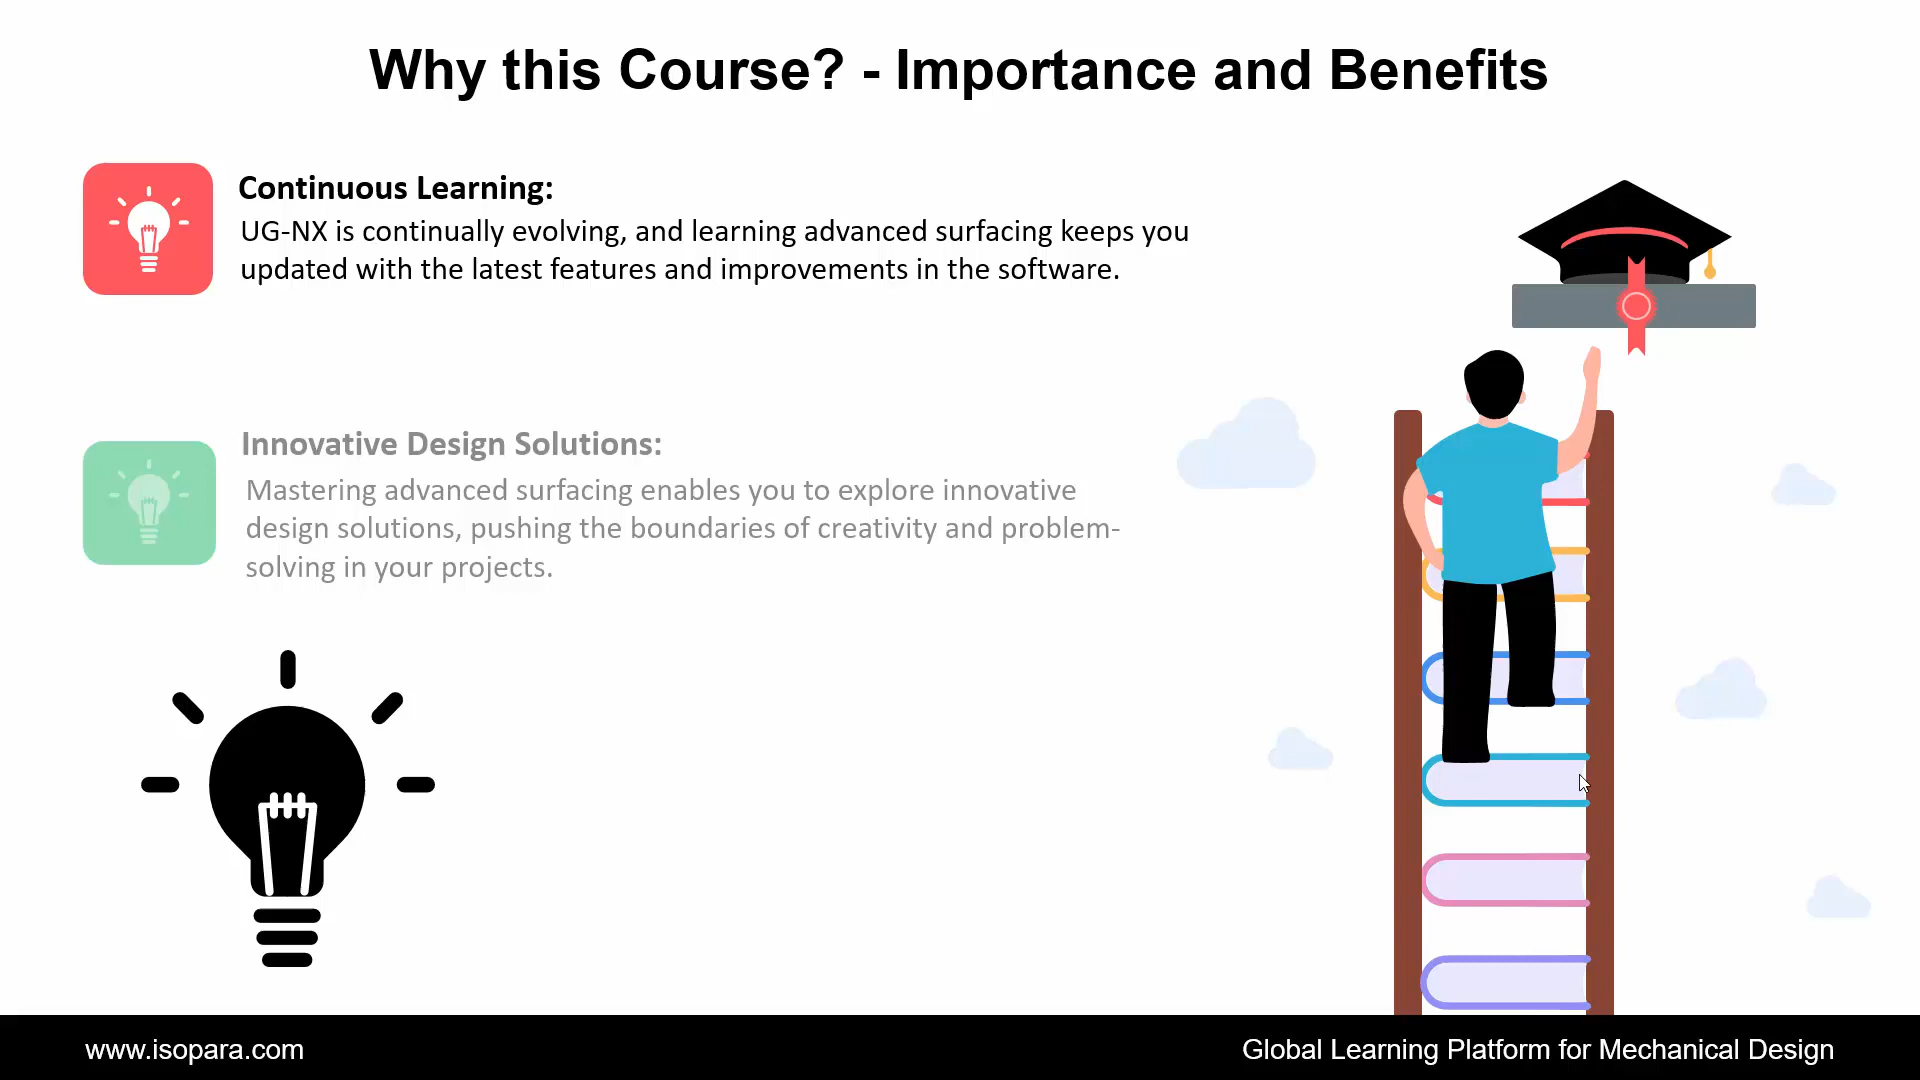 Why this Course? - Importance and Benefits
Continuous Learning:
UG-NX is continually evolving, and learning advanced surfacing keeps you
updated with the latest features and improvements in the software.
Innovative Design Solutions:
Mastering advanced surfacing enables you to explore innovative
design solutions, pushing the boundaries of creativity and problem-
solving in your projects.
www.isopara.com
Global Learning Platform for Mechanical Design